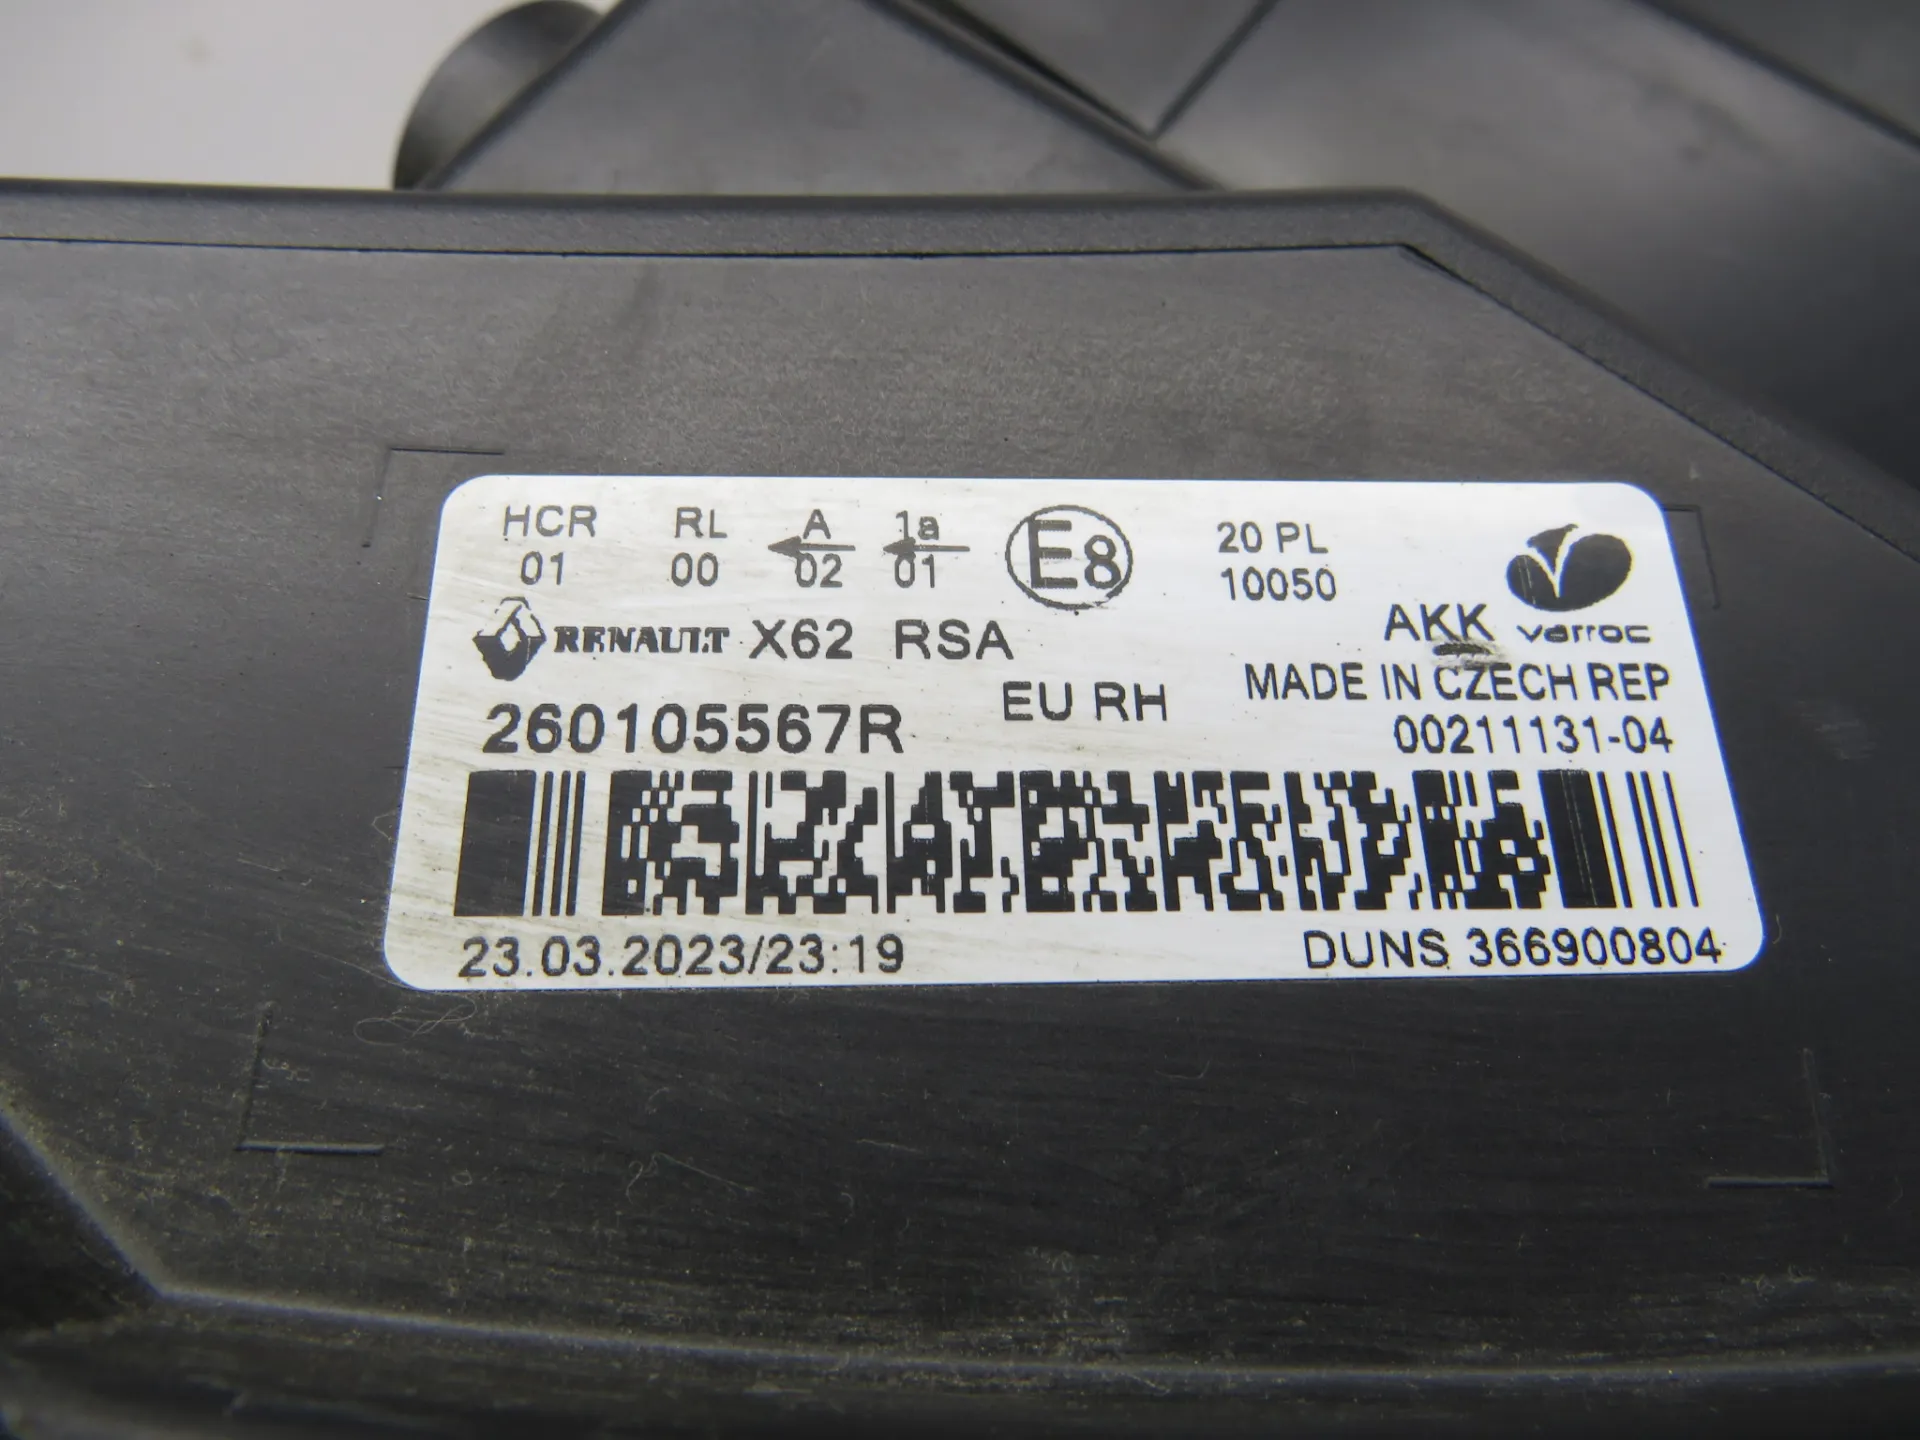 HCR RL A 1a E8 20 PL
01 00 02 01 10050
RENAULT X62 RSA AKK varroc
EU RH MADE IN CZECH REP
260105567R 00211131-04
23.03.2023/23:19 DUNS 366900804